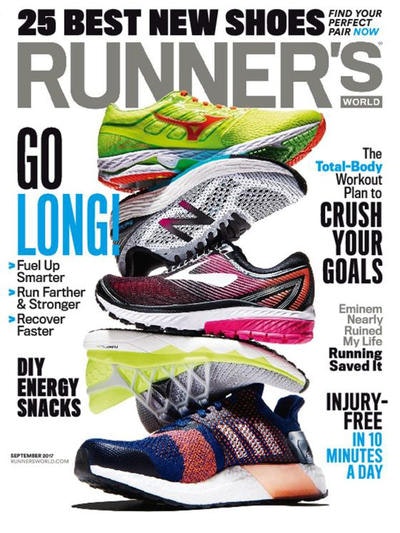 25 BEST NEW SHOES
FIND YOUR
PERFECT
PAIR NOW
RUNNER'S
WORLD
GO
LONG!
>Fuel Up
Smarter
>Run Farther
& Stronger
>Recover
Faster
DIY
ENERGY
SNACKS
SEPTEMBER 2017
RUNNERSWORLD.COM
The
Total-Body
Workout
Plan to
CRUSH
YOUR
GOALS
Eminem
Nearly
Ruined
My Life
Running
Saved It
INJURY-
FREE
IN 10
MINUTES
A DAY